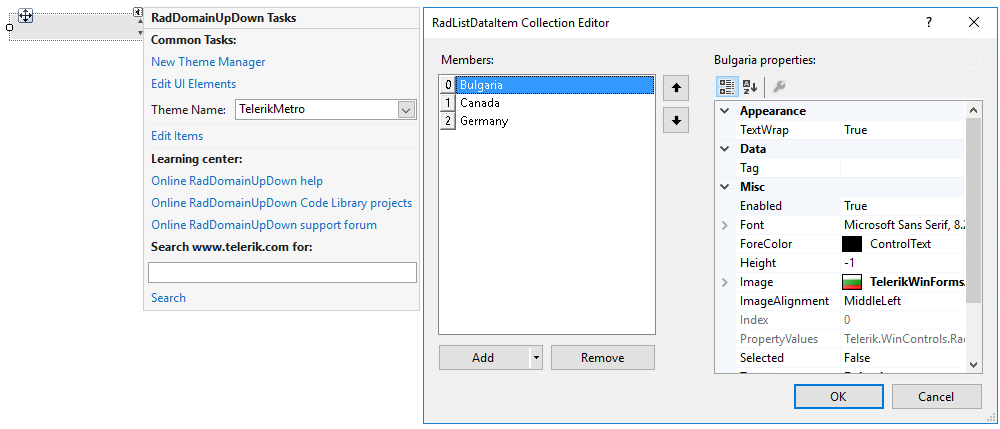 RadDomainUpDown Tasks
Common Tasks:
New Theme Manager
Edit UI Elements
Theme Name: TelerikMetro
Edit Items
Learning center:
Online RadDomainUpDown help
Online RadDomainUpDown Code Library projects
Online RadDomainUpDown support forum
Search www.telerik.com for:
Search
RadListDataItem Collection Editor
Members:
0 Bulgaria
1 Canada
2 Germany
Add
Remove
Bulgaria properties:
Appearance
TextWrap True
Data
Tag
Misc
Enabled True
Font Microsoft Sans Serif, 8.2
ForeColor ControlText
Height -1
Image TelerikWinForms.
ImageAlignment MiddleLeft
Index 0
PropertyValues Telerik.WinControls.Rad
Selected False
OK
Cancel